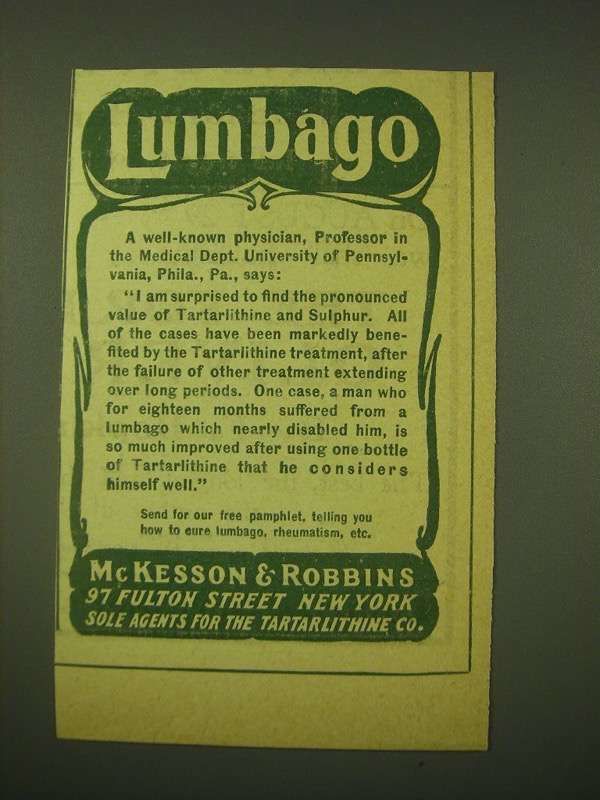 Lumbago
A well-known physician, Professor in
the Medical Dept. University of Pennsyl-
vania, Phila., Pa., says:
"I am surprised to find the pronounced
value of Tartarlithine and Sulphur. All
of the cases have been markedly bene-
fited by the Tartarlithine treatment, after
the failure of other treatment extending
over long periods. One case, a man who
for eighteen months suffered from a
lumbago which nearly disabled him, is
so much improved after using one bottle
of Tartarlithine that he considers
himself well."
Send for our free pamphlet, telling you
how to cure lumbago, rheumatism, etc.
McKESSON & ROBBINS
97 FULTON STREET NEW YORK
SOLE AGENTS FOR THE TARTARLITHINE CO.